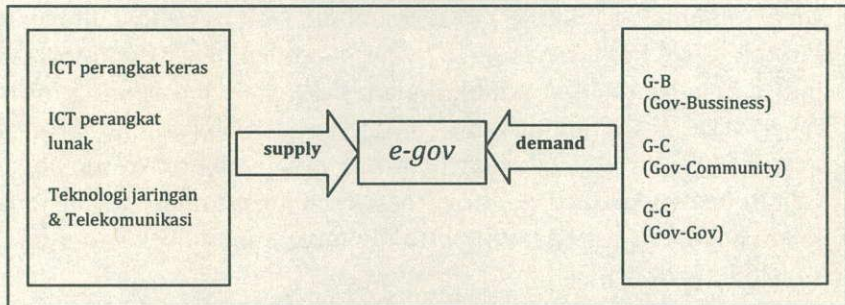 ICT perangkat keras
ICT perangkat
lunak
Teknologi jaringan
& Telekomunikasi
supply
e-gov
demand
G-B
(Gov-Bussiness)
G-C
(Gov-Community)
G-G
(Gov-Gov)